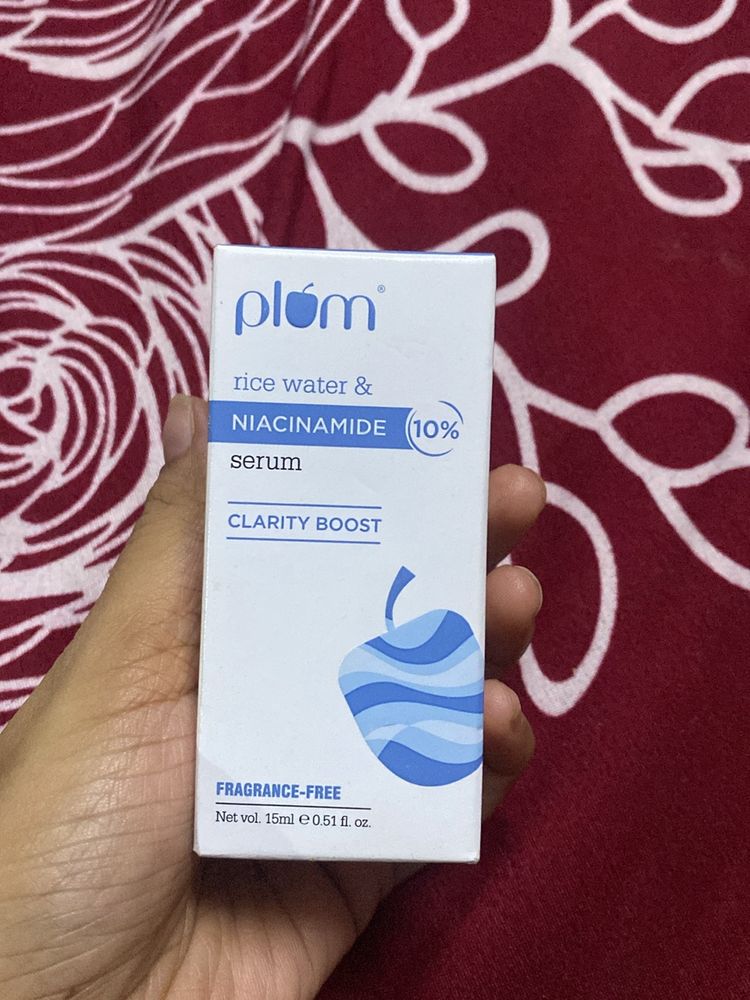 plum®
rice water &
NIACINAMIDE 10%
serum
CLARITY BOOST
FRAGRANCE-FREE
Net vol. 15ml ℮ 0.51 fl. oz.